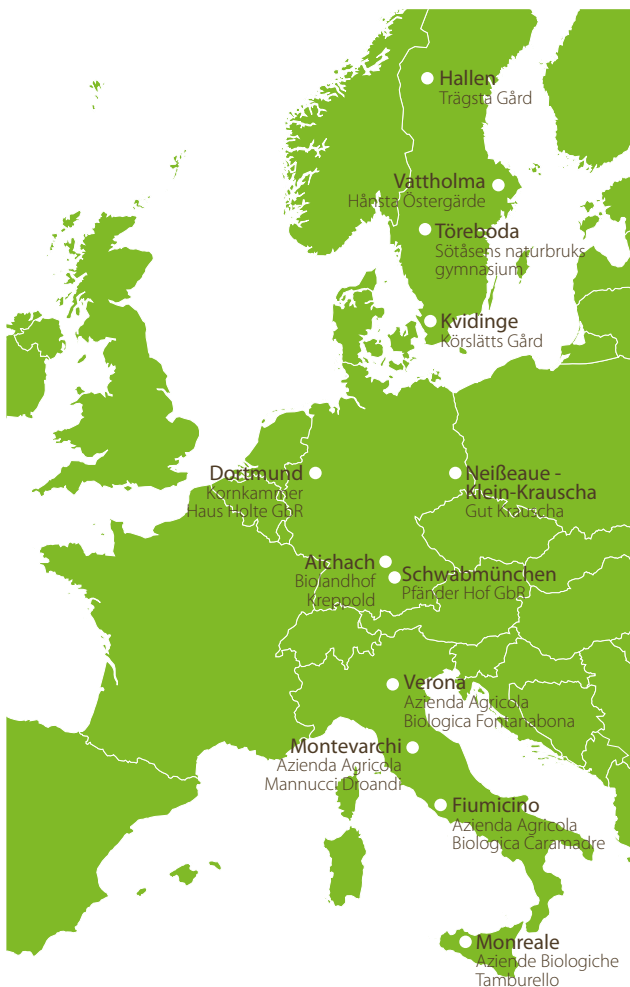 Hallen
Trägsta Gård
Vattholma
Hånsta Östergärde
Töreboda
Sötåsens naturbruks
gymnasium
Kvidinge
Körslätts Gård
Dortmund
Kornkammer
Haus Holte GbR
Neißeaue -
Klein-Krauscha
Gut Krauscha
Aichach
Biolandhof
Kreppold
Schwabmünchen
Pfänder Hof GbR
Verona
Azienda Agricola
Biologica Fontanabona
Montevarchi
Azienda Agricola
Mannucci Droandi
Fiumicino
Azienda Agricola
Biologica Caramadre
Monreale
Aziende Biologiche
Tamburello